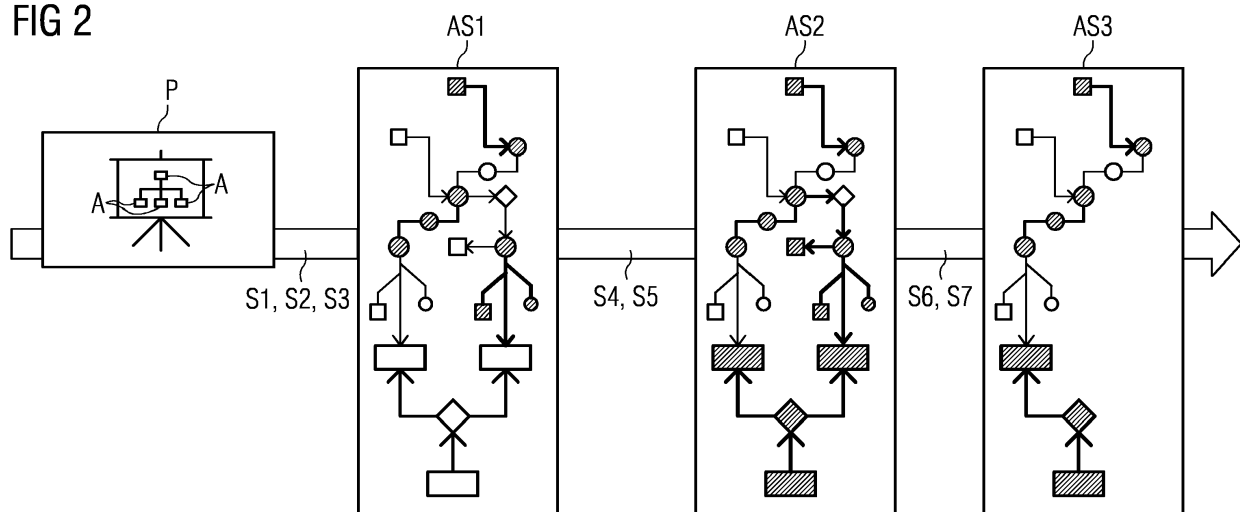 FIG 2
AS1
AS2
AS3
P
A
A
S1, S2, S3
S4, S5
S6, S7